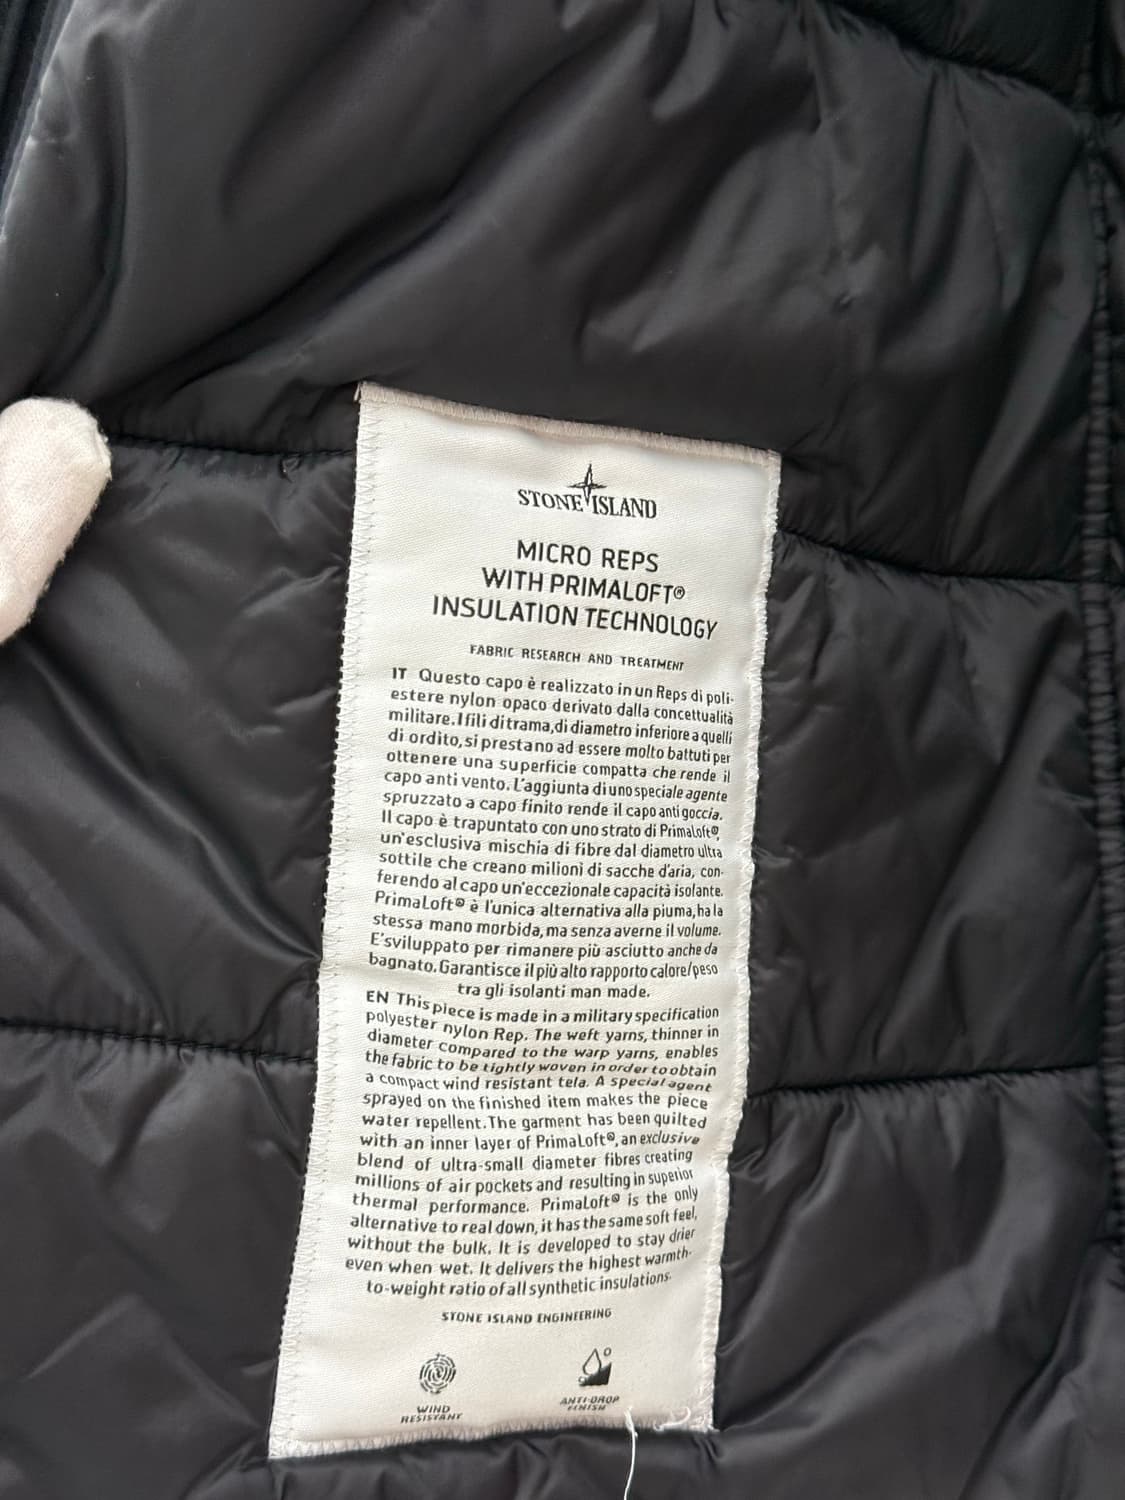 STONE ISLAND
MICRO REPS
WITH PRIMALOFT®
INSULATION TECHNOLOGY
FABRIC RESEARCH AND TREATMENT
IT Questo capo è realizzato in un Reps di poli-
estere nylon opaco derivato dalla concettualità
militare. I fili di trama, di diametro inferiore a quelli
di ordito, si prestano ad essere molto battuti per
ottenere una superficie compatta che rende il
capo anti vento. L'aggiunta di uno speciale agente
spruzzato a capo finito rende il capo anti goccia.
Il capo è trapuntato con uno strato di PrimaLoft®,
un'esclusiva mischia di fibre dal diametro ultra
sottile che creano milioni di sacche d'aria, con-
ferendo al capo un'eccezionale capacità isolante.
PrimaLoft® è l'unica alternativa alla piuma, ha la
stessa mano morbida, ma senza averne il volume.
E'sviluppato per rimanere più asciutto anche da
bagnato. Garantisce il più alto rapporto calore/peso
tra gli isolanti man made.
EN This piece is made in a military specification
polyester nylon Rep. The weft yarns, thinner in
diameter compared to the warp yarns, enables
the fabric to be tightly woven in order to obtain
a compact wind resistant tela. A special agent
sprayed on the finished item makes the piece
water repellent. The garment has been quilted
with an inner layer of PrimaLoft®, an exclusive
blend of ultra-small diameter fibres creating
millions of air pockets and resulting in superior
thermal performance. PrimaLoft® is the only
alternative to real down, it has the same soft feel,
without the bulk. It is developed to stay drier
even when wet. It delivers the highest warmth-
to-weight ratio of all synthetic insulations.
STONE ISLAND ENGINEERING
WIND
RESISTANT
ANTI-DROP
FINISH